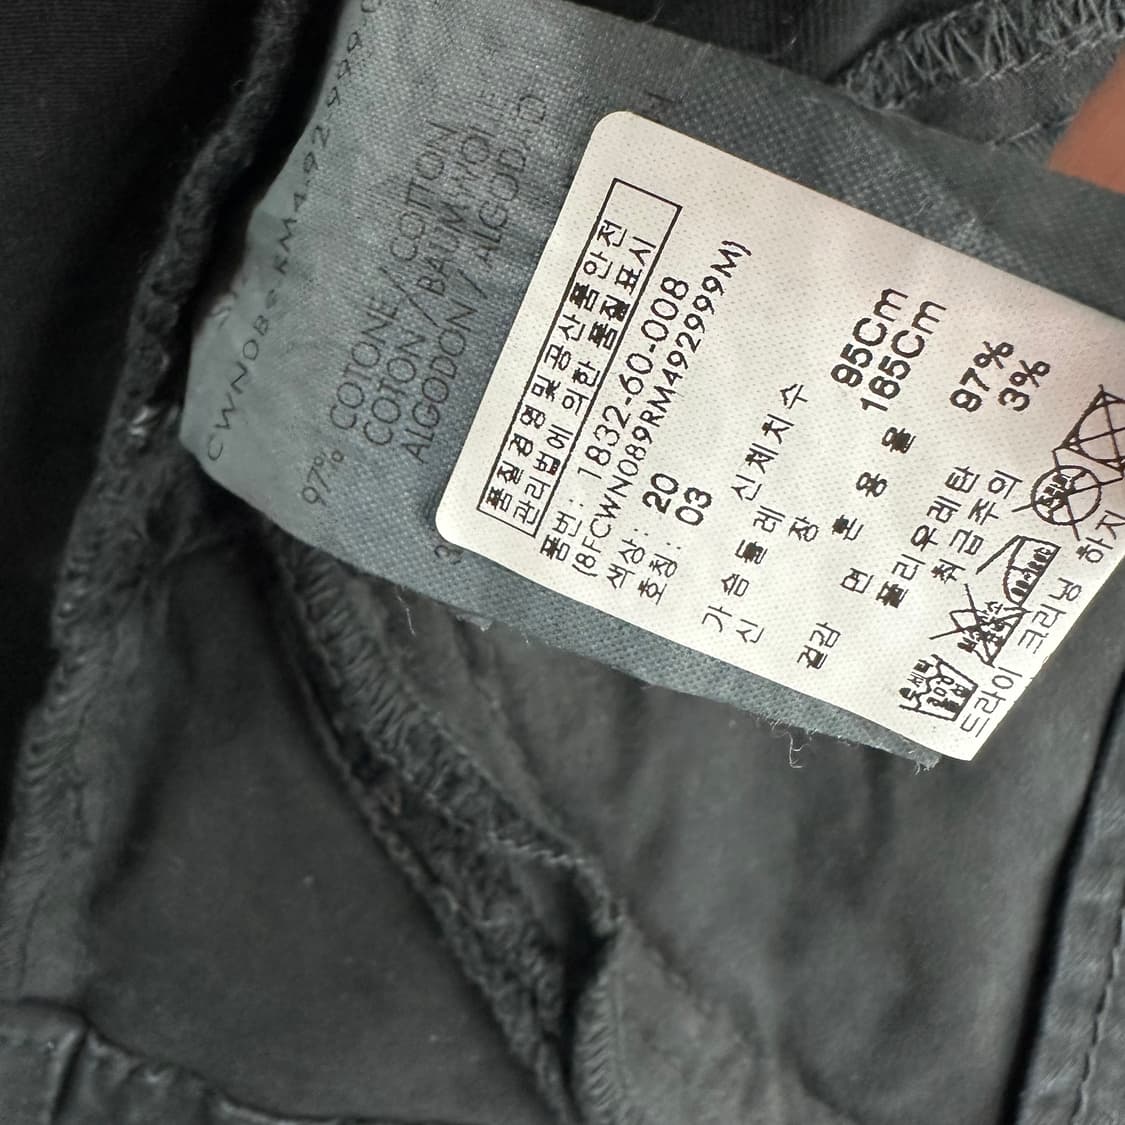 97% COTONE/COTTON
COTON/BAUMWOLLE
ALGODON/ALGODÃO
품질경영및공산품안전
관리법에 의한 품질표시
품번: 1832-60-008
(8FCWN089RM492999M)
색상: 20
호칭: 03
신체치수
가슴둘레 95Cm
신 장 185Cm
혼 용 율
겉감 면 97%
폴리우레탄 3%
취급주의
드라이 크리닝 하지